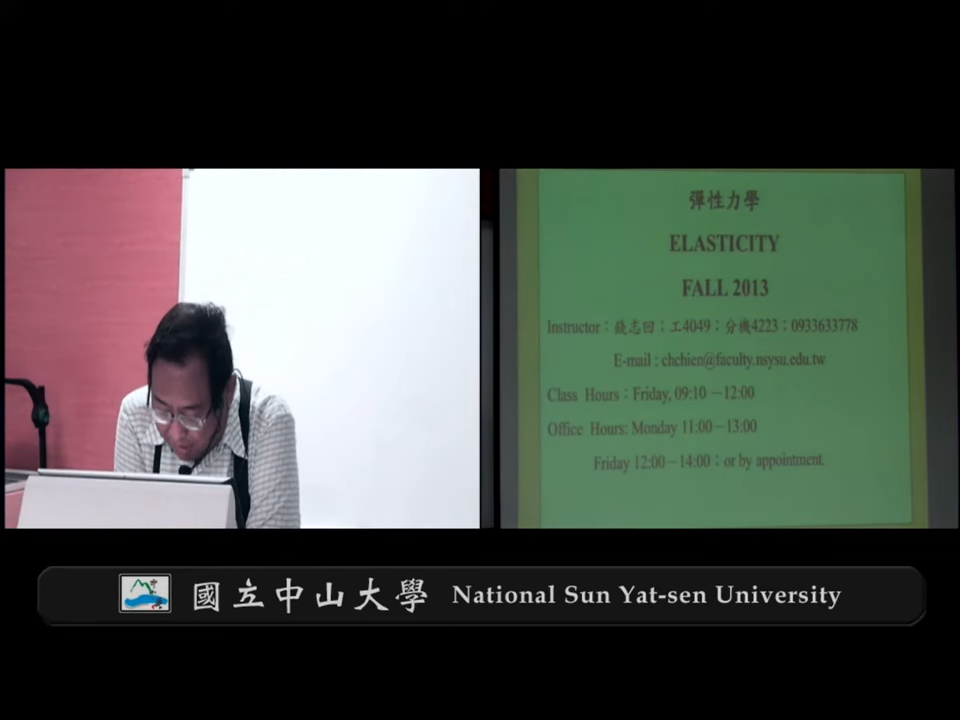 彈性力學
ELASTICITY
FALL 2013
Instructor：錢志回；工4049；分機4223；0933633778
E-mail : chchien@faculty.nsysu.edu.tw
Class Hours：Friday, 09:10－12:00
Office Hours: Monday 11:00－13:00
Friday 12:00－14:00；or by appointment.
國立中山大學 National Sun Yat-sen University